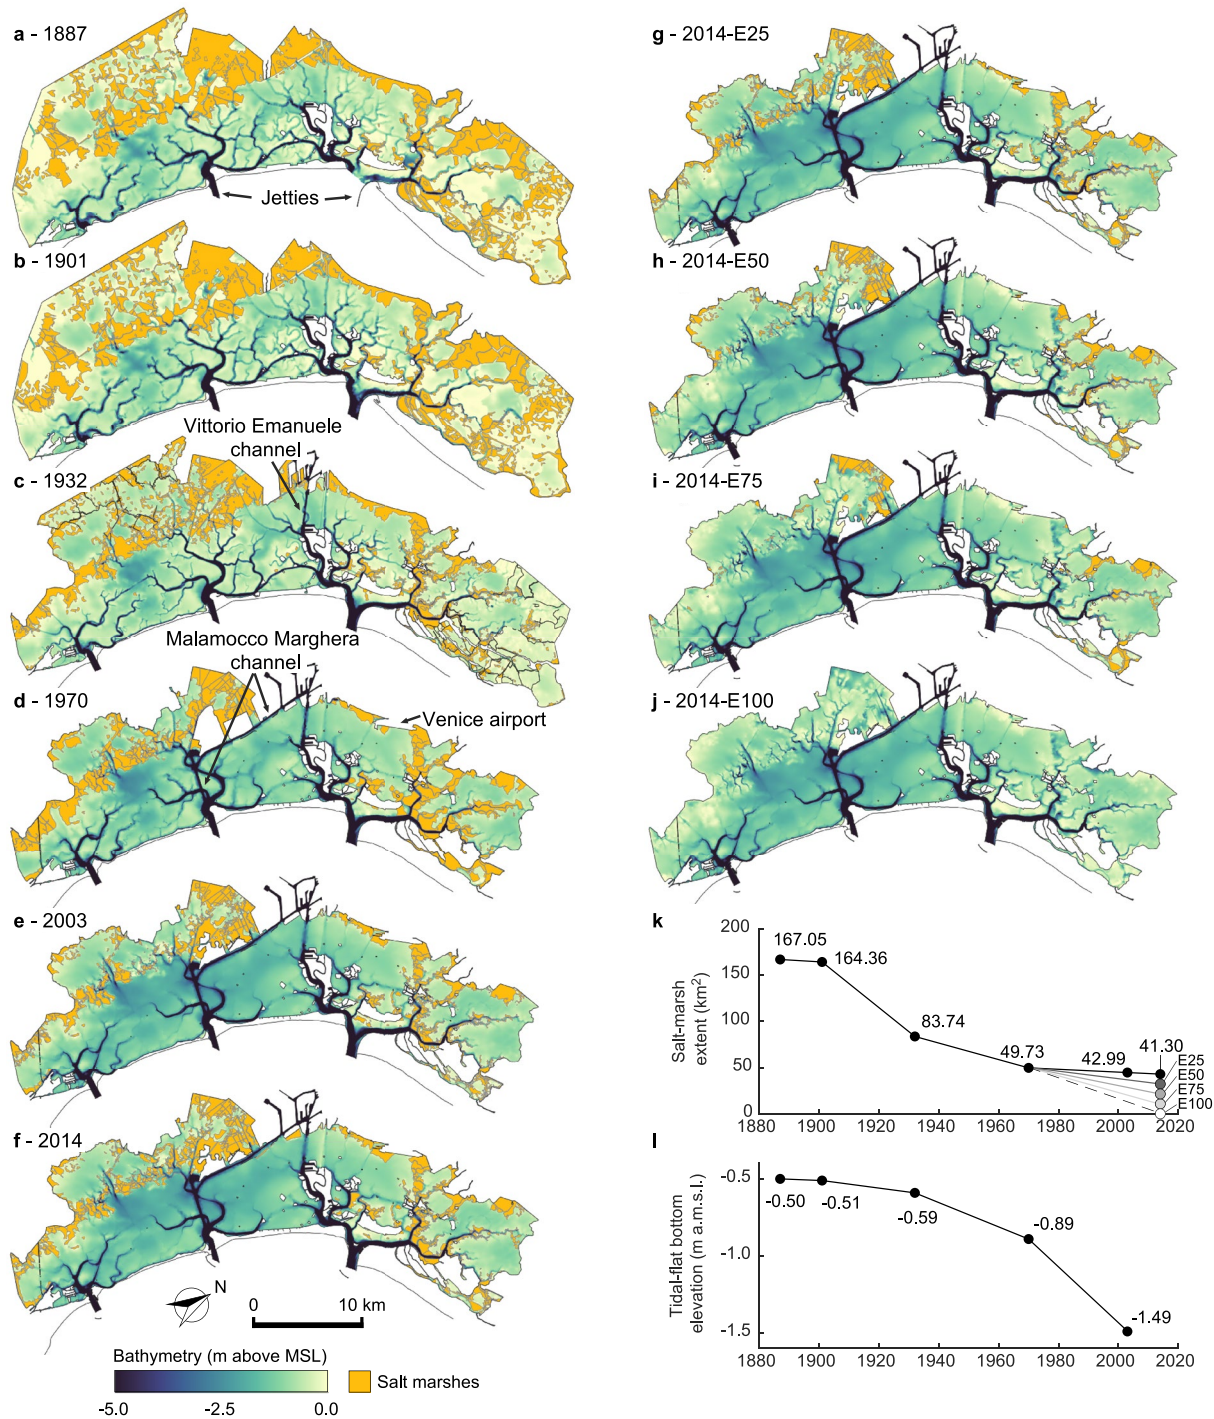 a - 1887
Jetties
b - 1901
Vittorio Emanuele
channel
c - 1932
Malamocco Marghera
channel
d - 1970
Venice airport
e - 2003
f - 2014
N
0 10 km
Bathymetry (m above MSL)
-5.0 -2.5 0.0
Salt marshes
g - 2014-E25
h - 2014-E50
i - 2014-E75
j - 2014-E100
k
Salt-marsh
extent (km²)
200
150
100
50
0
167.05
164.36
83.74
49.73
42.99
41.30
E25
E50
E75
E100
1880 1900 1920 1940 1960 1980 2000 2020
l
Tidal-flat bottom
elevation (m a.m.s.l.)
-0.5
-1.0
-1.5
-0.50
-0.51
-0.59
-0.89
-1.49
1880 1900 1920 1940 1960 1980 2000 2020